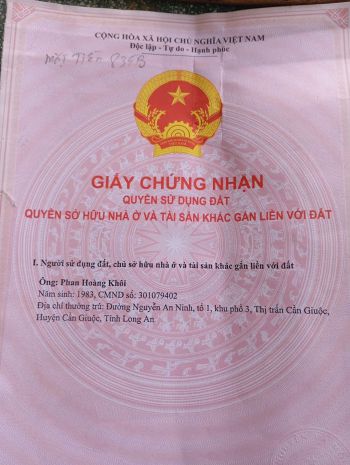 CỘNG HÒA XÃ HỘI CHỦ NGHĨA VIỆT NAM
Độc lập - Tự do - Hạnh phúc
MẶT TIỀN
GIẤY CHỨNG NHẬN
QUYỀN SỬ DỤNG ĐẤT
QUYỀN SỞ HỮU NHÀ Ở VÀ TÀI SẢN KHÁC GẮN LIỀN VỚI ĐẤT
I. Người sử dụng đất, chủ sở hữu nhà ở và tài sản khác gắn liền với đất
Ông: Phan Hoàng Khôi
Năm sinh: 1983, CMND số: 301079402
Địa chỉ thường trú: Đường Nguyễn An Ninh, tổ 1, khu phố 3, Thị trấn Cần Giuộc,
Huyện Cần Giuộc, Tỉnh Long An